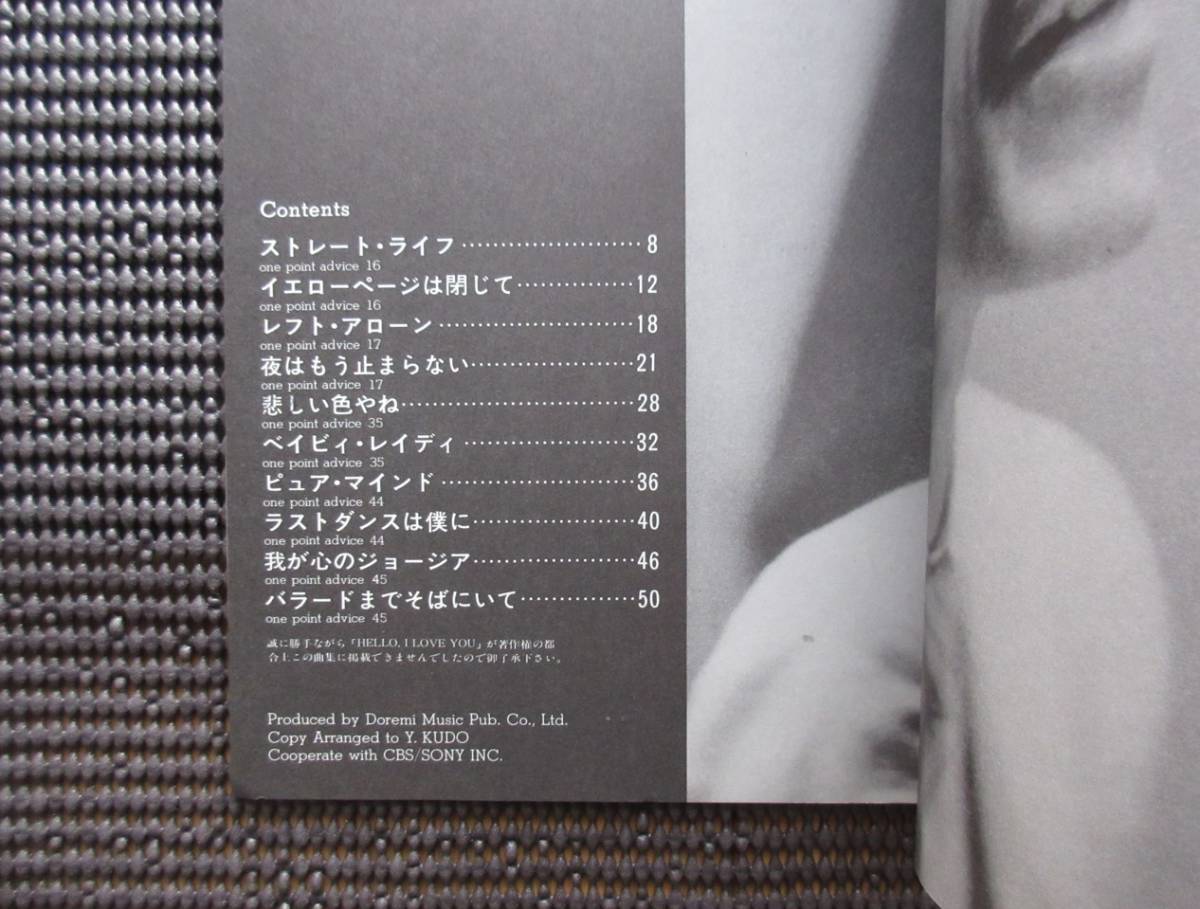 Contents
ストレート・ライフ························8
one point advice 16
イエローページは閉じて···············12
one point advice 16
レフト・アローン··························18
one point advice 17
夜はもう止まらない······················21
one point advice 17
悲しい色やね·······························28
one point advice 35
ベイビィ・レイディ······················32
one point advice 35
ピュア・マインド·························36
one point advice 44
ラストダンスは僕に·····················40
one point advice 44
我が心のジョージア·····················46
one point advice 45
バラードまでそばにいて···············50
one point advice 45
誠に勝手ながら「HELLO, I LOVE YOU」が著作権の都
合上この曲集に掲載できませんでしたので御了承下さい。
Produced by Doremi Music Pub. Co., Ltd.
Copy Arranged to Y. KUDO
Cooperate with CBS/SONY INC.